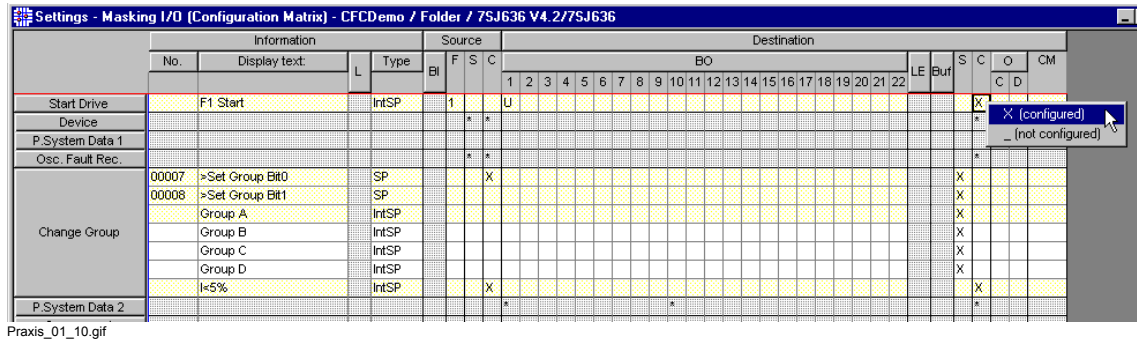 Settings - Masking I/O (Configuration Matrix) - CFCDemo / Folder / 7SJ636 V4.2/7SJ636
Information Source Destination
No. Display text: L Type BI F S C BO LE Buf S C O CM
1 2 3 4 5 6 7 8 9 10 11 12 13 14 15 16 17 18 19 20 21 22 C D
Start Drive F1 Start IntSP 1 U X
X (configured)
Device * * *
_ (not configured)
P.System Data 1
Osc. Fault Rec. * * *
00007 >Set Group Bit0 SP X X
00008 >Set Group Bit1 SP X
Group A IntSP X
Change Group Group B IntSP X
Group C IntSP X
Group D IntSP X
I<5% IntSP X X
P.System Data 2 * * *
Praxis_01_10.gif